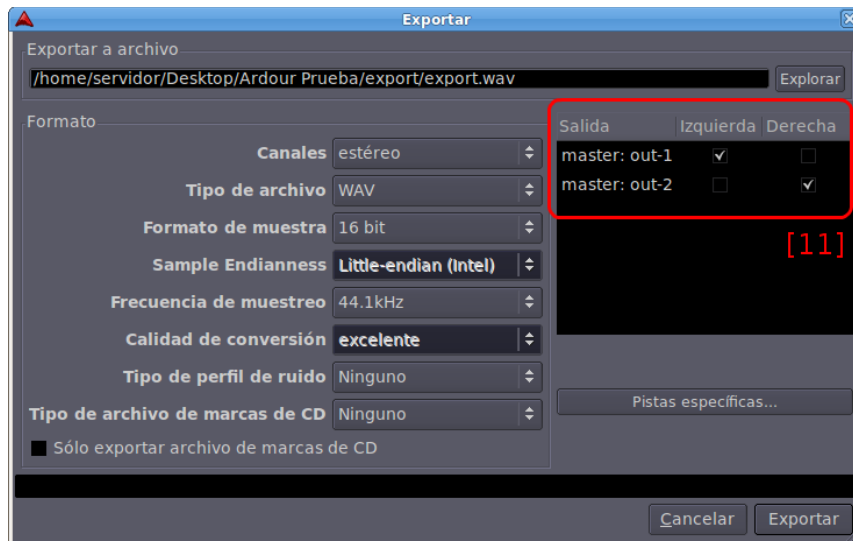 Exportar
Exportar a archivo
/home/servidor/Desktop/Ardour Prueba/export/export.wav Explorar
Formato
Canales estéreo
Tipo de archivo WAV
Formato de muestra 16 bit
Sample Endianness Little-endian (Intel)
Frecuencia de muestreo 44.1kHz
Calidad de conversión excelente
Tipo de perfil de ruido Ninguno
Tipo de archivo de marcas de CD Ninguno
Sólo exportar archivo de marcas de CD
Salida Izquierda Derecha
master: out-1
master: out-2
[11]
Pistas específicas...
Cancelar Exportar